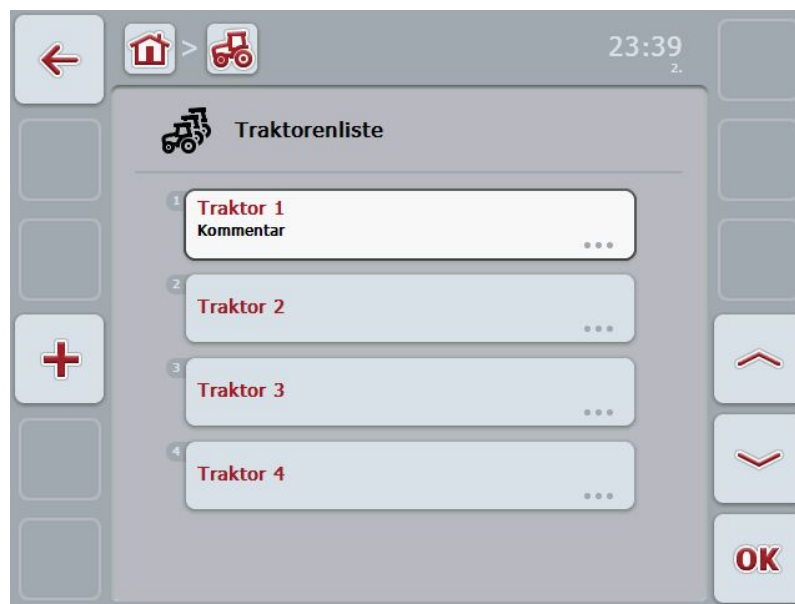 >
23:39
2.
Traktorenliste
1
Traktor 1
Kommentar
2
Traktor 2
3
Traktor 3
4
Traktor 4
OK